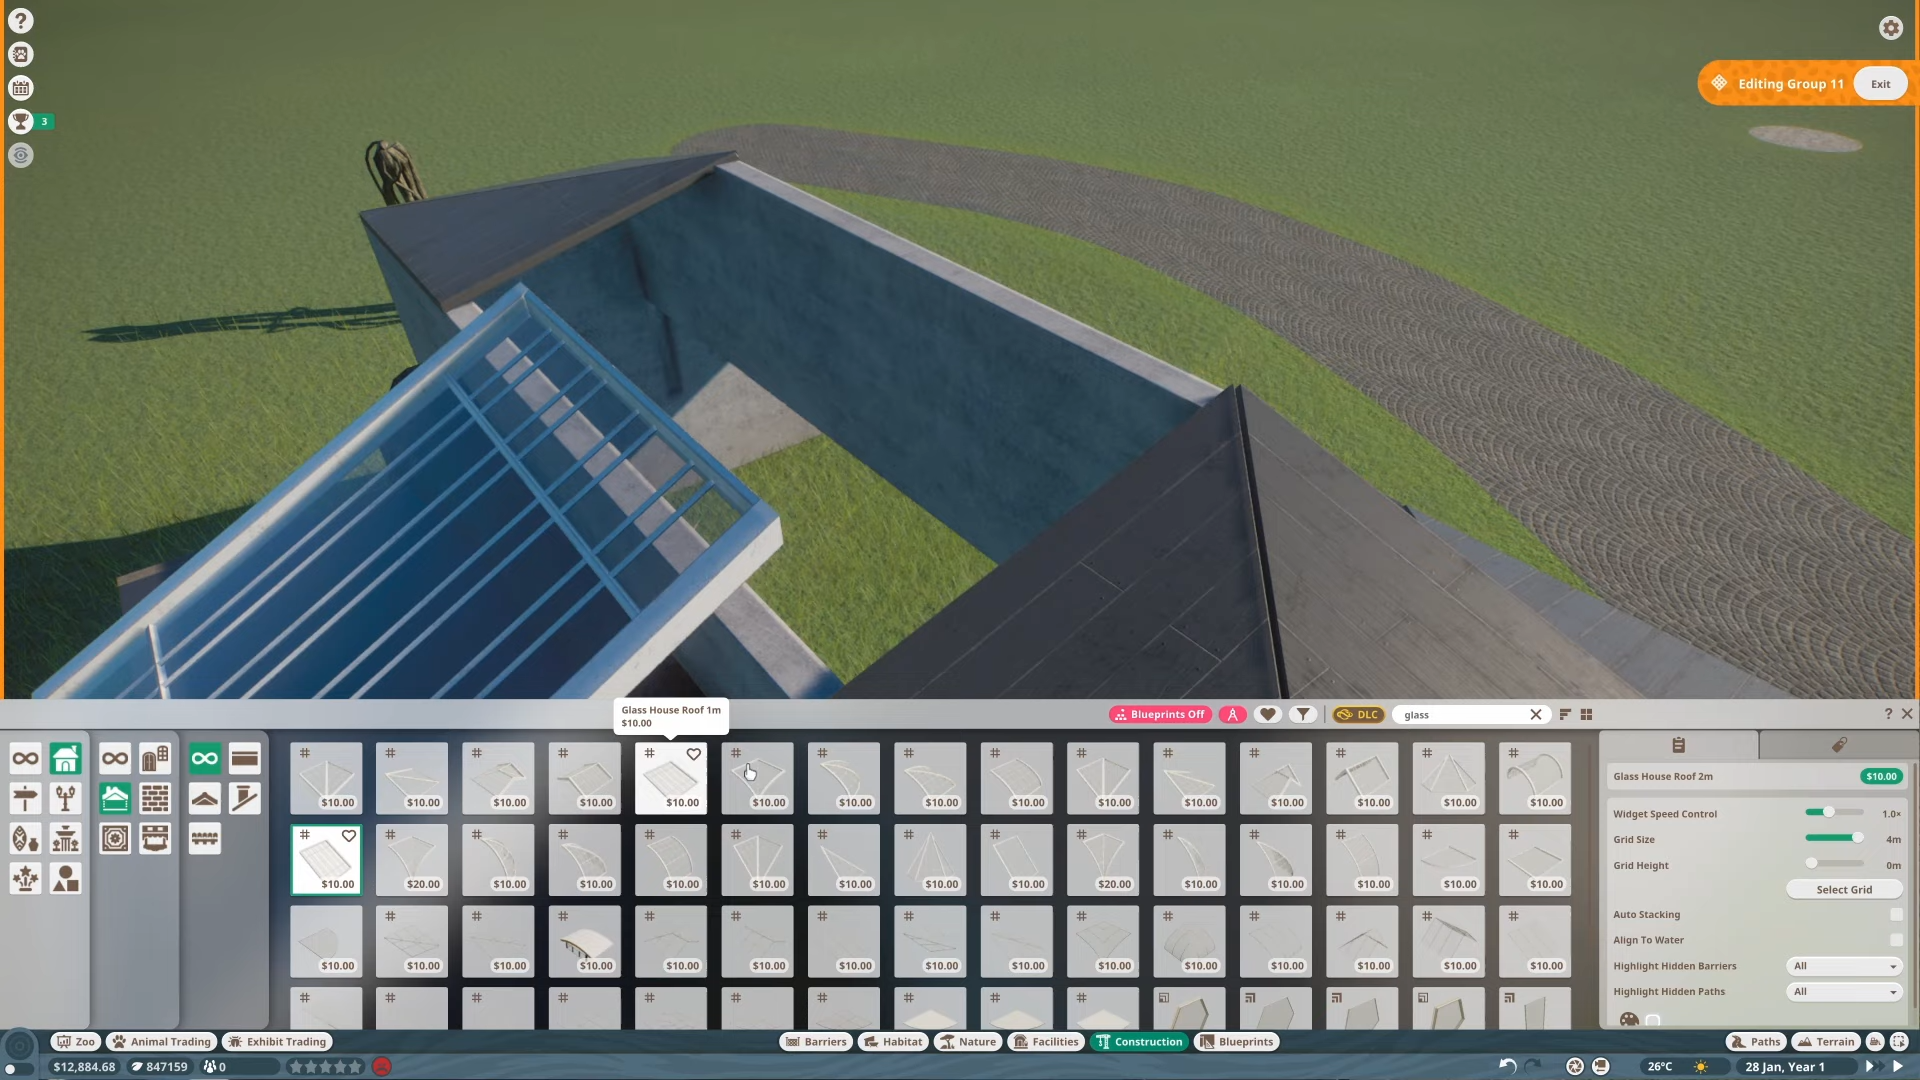 ?
3
Editing Group 11 Exit
Glass House Roof 1m
$10.00
Blueprints Off DLC glass ?
$10.00 $10.00 $10.00 $10.00 $10.00 $10.00 $10.00 $10.00 $10.00 $10.00 $10.00 $10.00 $10.00 $10.00 $10.00
$10.00 $20.00 $10.00 $10.00 $10.00 $10.00 $10.00 $10.00 $10.00 $20.00 $10.00 $10.00 $10.00 $10.00 $10.00
$10.00 $10.00 $10.00 $10.00 $10.00 $10.00 $10.00 $10.00 $10.00 $10.00 $10.00 $10.00 $10.00 $10.00 $10.00
Glass House Roof 2m $10.00
Widget Speed Control 1.0×
Grid Size 4m
Grid Height 0m
Select Grid
Auto Stacking
Align To Water
Highlight Hidden Barriers All
Highlight Hidden Paths All
Zoo Animal Trading Exhibit Trading Barriers Habitat Nature Facilities Construction Blueprints Paths Terrain
$12,884.68 847159 0 26°C 28 Jan, Year 1